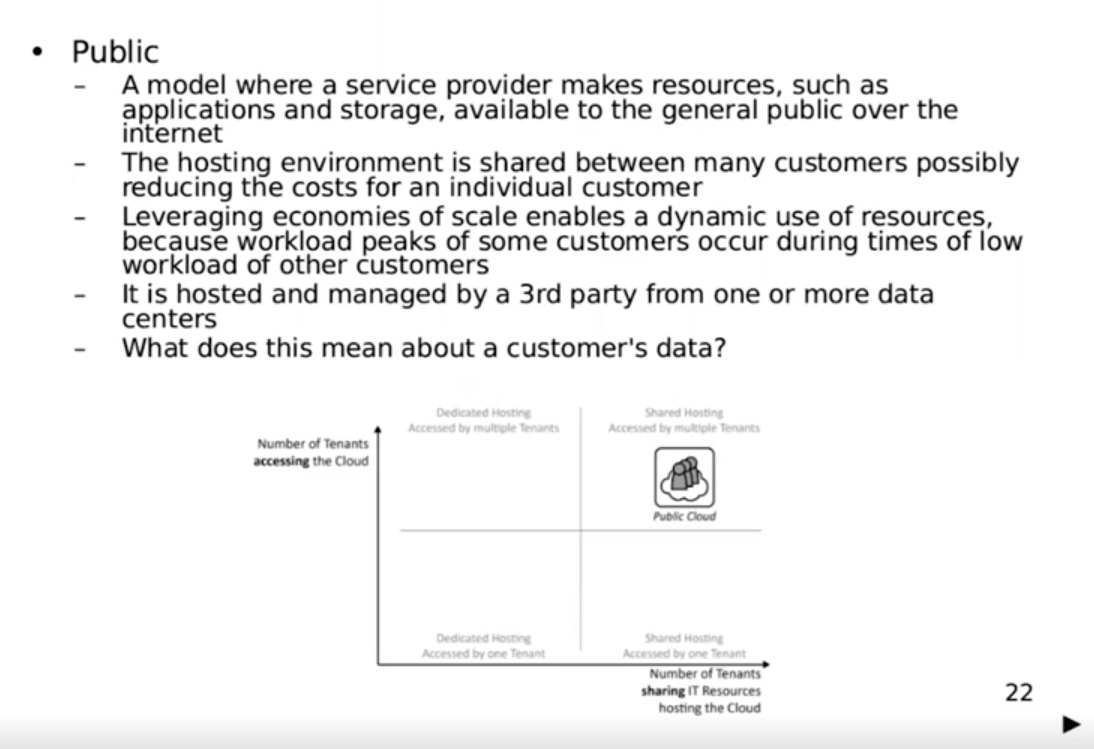 • Public
– A model where a service provider makes resources, such as
applications and storage, available to the general public over the
internet
– The hosting environment is shared between many customers possibly
reducing the costs for an individual customer
– Leveraging economies of scale enables a dynamic use of resources,
because workload peaks of some customers occur during times of low
workload of other customers
– It is hosted and managed by a 3rd party from one or more data
centers
– What does this mean about a customer's data?
Dedicated Hosting
Accessed by multiple Tenants
Shared Hosting
Accessed by multiple Tenants
Number of Tenants
accessing the Cloud
Public Cloud
Dedicated Hosting
Accessed by one Tenant
Shared Hosting
Accessed by one Tenant
Number of Tenants
sharing IT Resources
hosting the Cloud
22